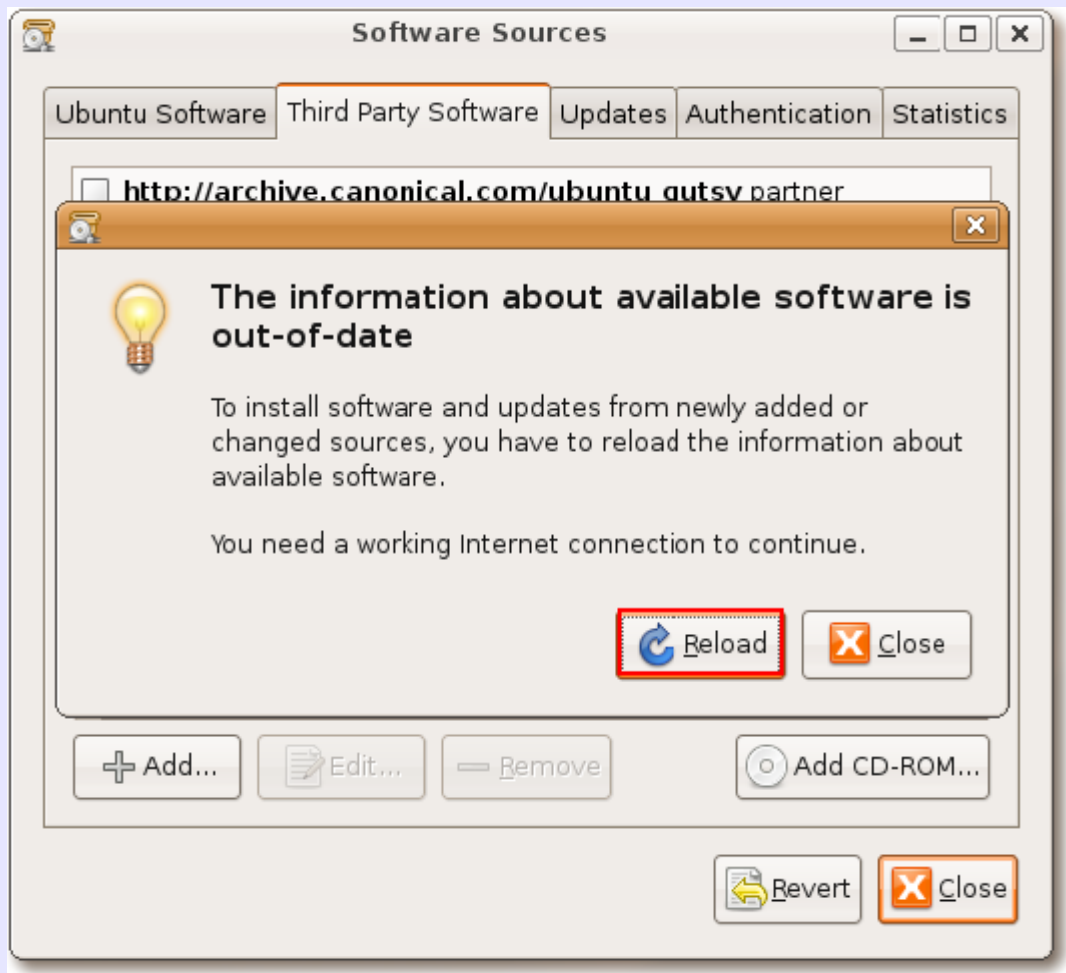 Software Sources
Ubuntu Software Third Party Software Updates Authentication Statistics
http://archive.canonical.com/ubuntu gutsy partner
The information about available software is
out-of-date
To install software and updates from newly added or
changed sources, you have to reload the information about
available software.
You need a working Internet connection to continue.
Reload Close
Add... Edit... Remove Add CD-ROM...
Revert Close